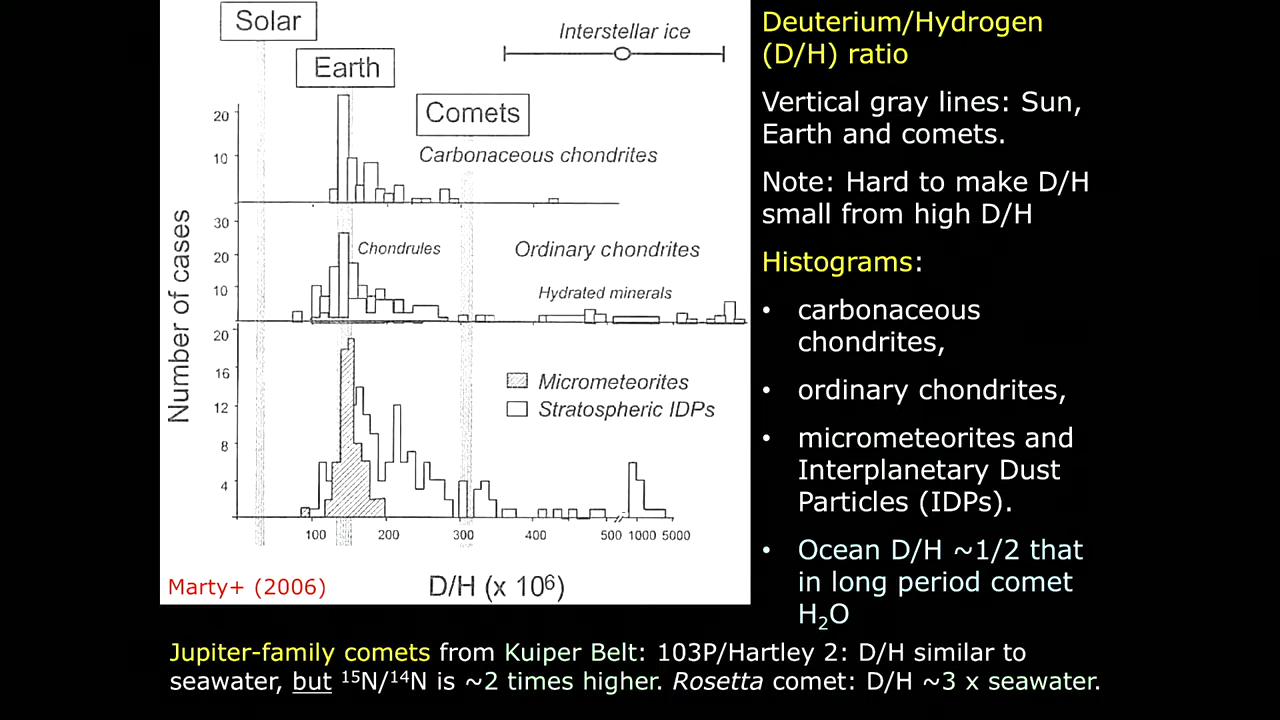 Solar
Interstellar ice
Earth
Comets
Carbonaceous chondrites
20
10
30
20
10
Chondrules
Ordinary chondrites
Hydrated minerals
20
16
12
8
4
Micrometeorites
Stratospheric IDPs
Number of cases
100 200 300 400 500 1000 5000
D/H (x 10⁶)
Marty+ (2006)
Deuterium/Hydrogen
(D/H) ratio
Vertical gray lines: Sun,
Earth and comets.
Note: Hard to make D/H
small from high D/H
Histograms:
• carbonaceous
chondrites,
• ordinary chondrites,
• micrometeorites and
Interplanetary Dust
Particles (IDPs).
• Ocean D/H ~1/2 that
in long period comet
H₂O
Jupiter-family comets from Kuiper Belt: 103P/Hartley 2: D/H similar to
seawater, but ¹⁵N/¹⁴N is ~2 times higher. Rosetta comet: D/H ~3 x seawater.